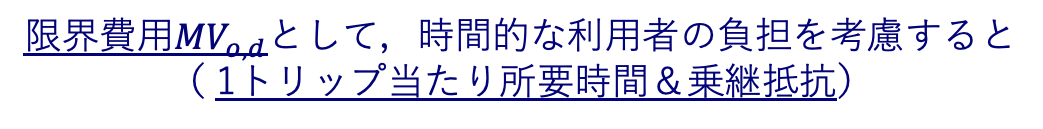 限界費用MVo,dとして，時間的な利用者の負担を考慮すると
（1トリップ当たり所要時間＆乗継抵抗）